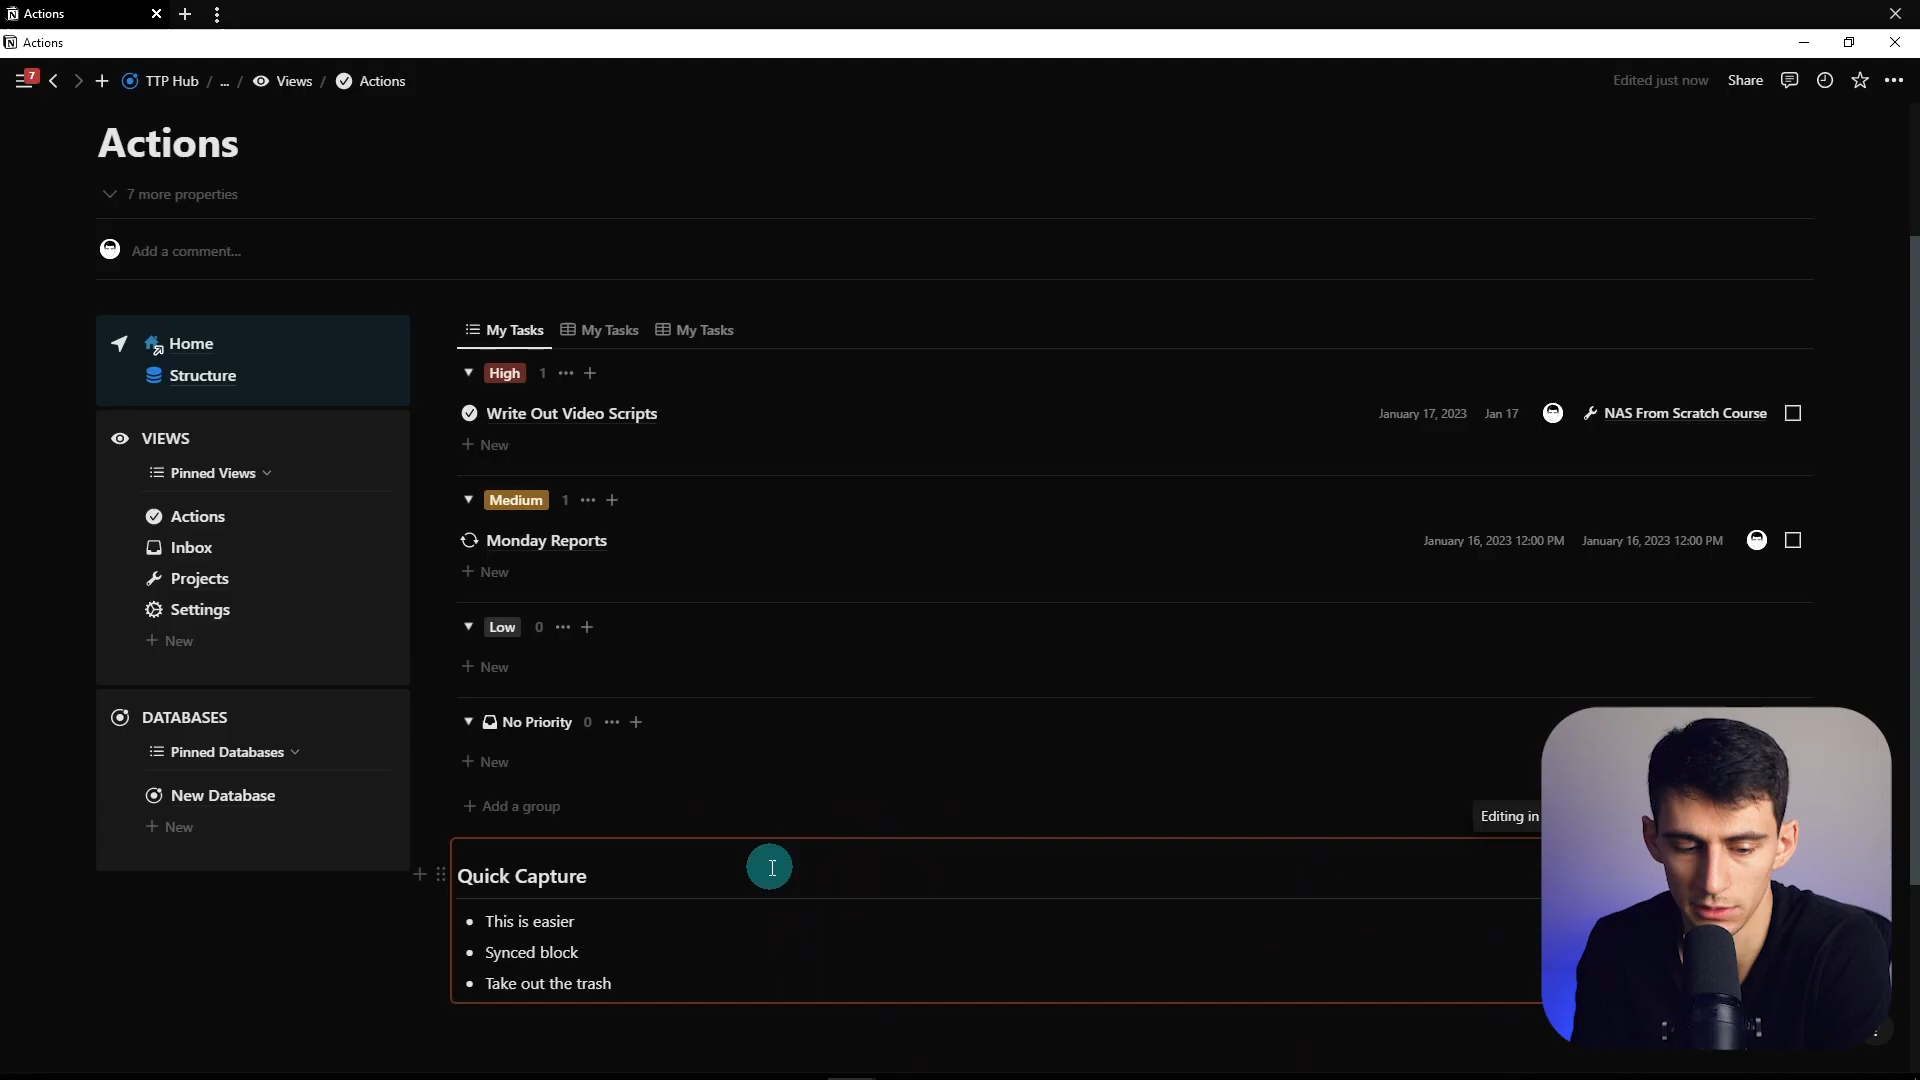 Actions
Actions
7
TTP Hub / ... / Views / Actions
Edited just now Share
Actions
7 more properties
Add a comment...
Home
Structure
VIEWS
Pinned Views
Actions
Inbox
Projects
Settings
New
DATABASES
Pinned Databases
New Database
New
My Tasks My Tasks My Tasks
High 1
Write Out Video Scripts January 17, 2023 Jan 17 NAS From Scratch Course
New
Medium 1
Monday Reports January 16, 2023 12:00 PM January 16, 2023 12:00 PM
New
Low 0
New
No Priority 0
New
Add a group
Editing in
Quick Capture
• This is easier
• Synced block
• Take out the trash